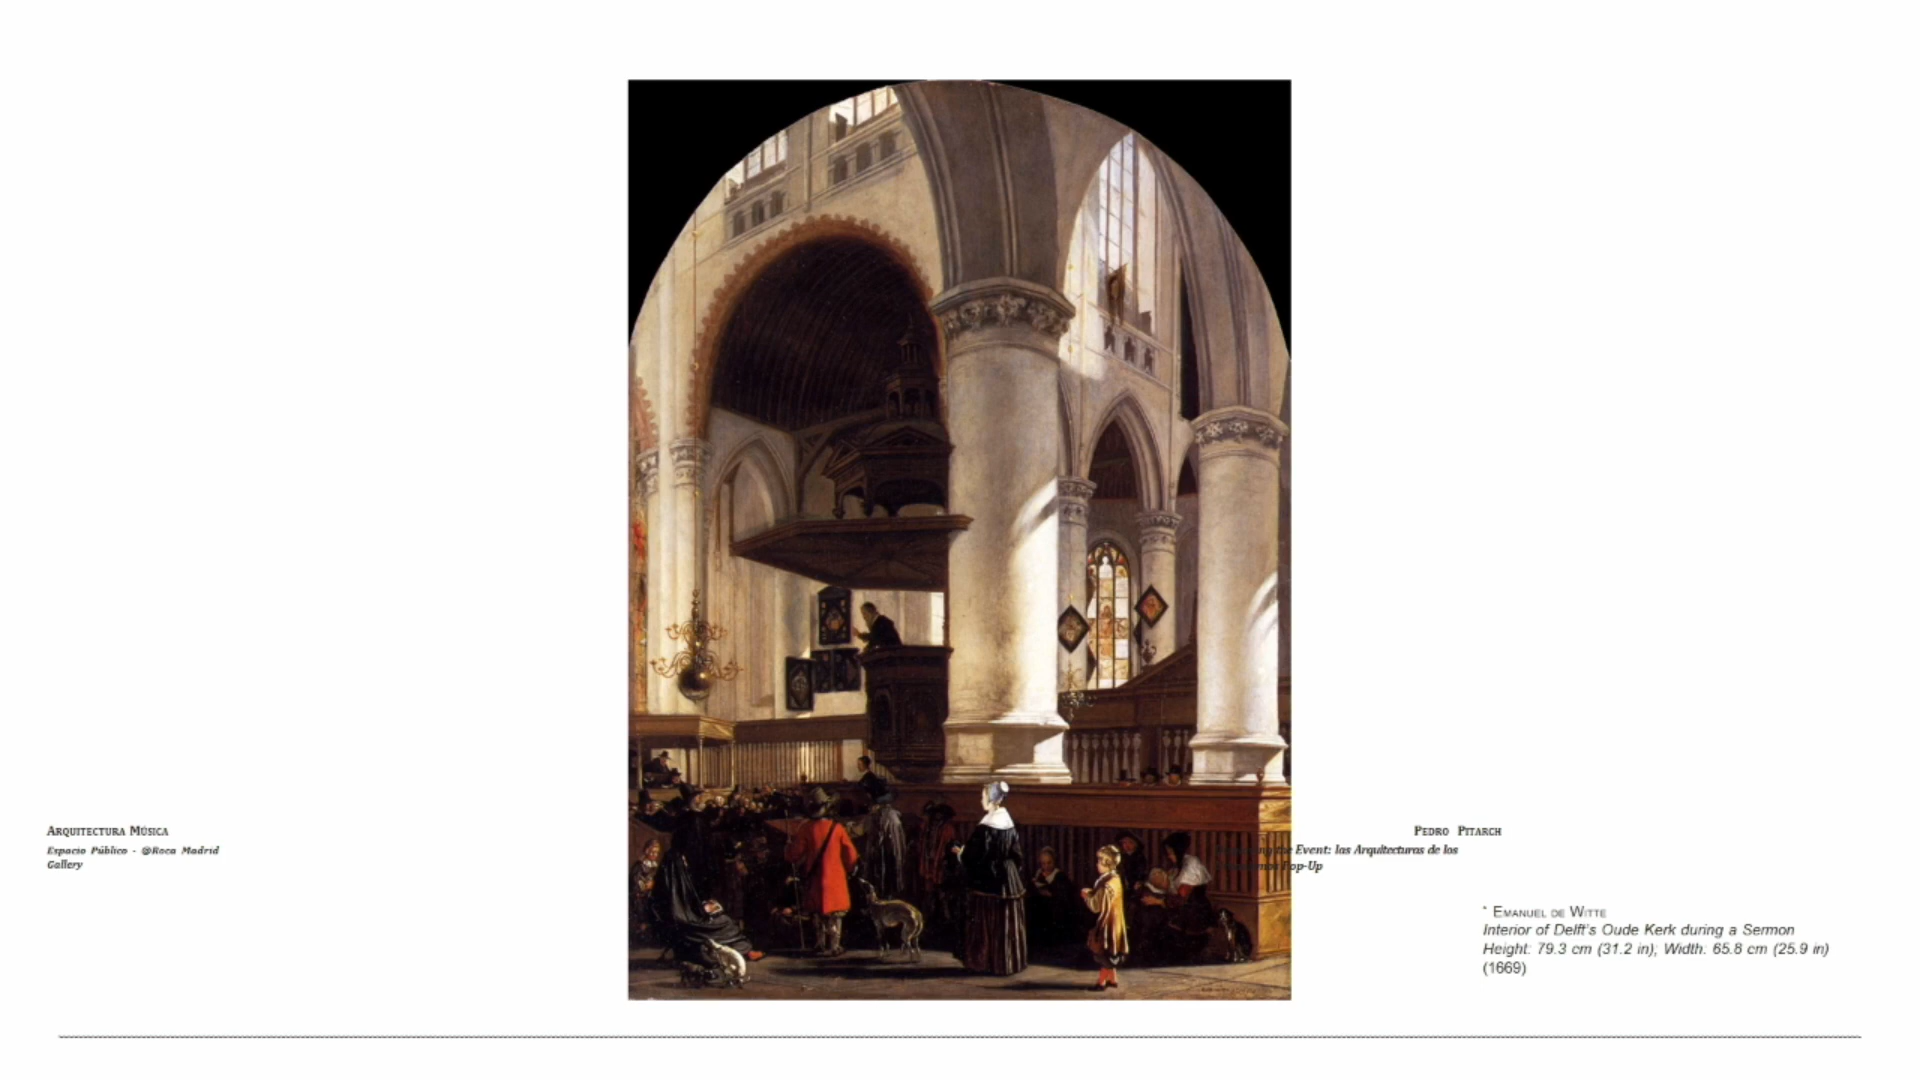 Arquitectura Música
Espacio Público - @Roca Madrid
Gallery
Pedro Pitarch
the Event: las Arquitecturas de los
Pop-Up
* Emanuel de Witte
Interior of Delft's Oude Kerk during a Sermon
Height: 79.3 cm (31.2 in); Width: 65.8 cm (25.9 in)
(1669)